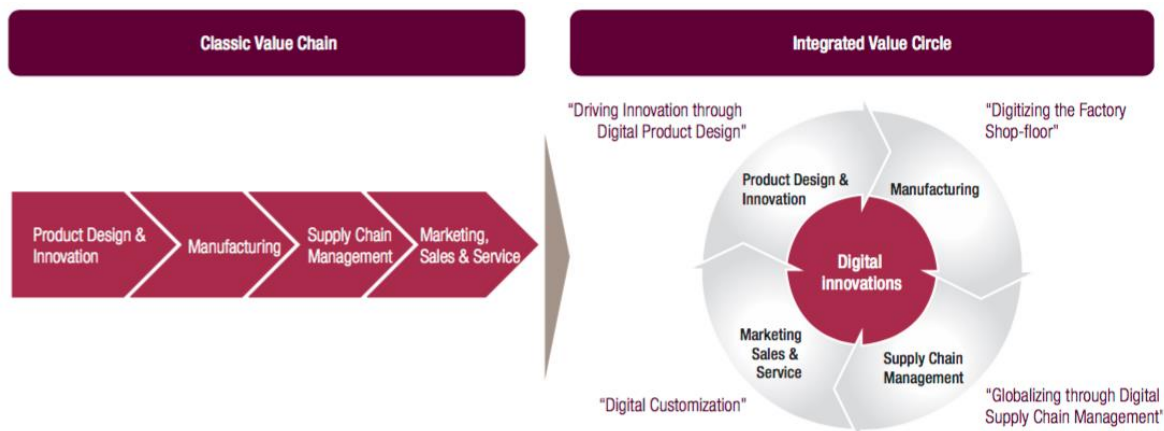 Classic Value Chain
Integrated Value Circle
Product Design &
Innovation
Manufacturing
Supply Chain
Management
Marketing,
Sales & Service
"Driving Innovation through
Digital Product Design"
"Digitizing the Factory
Shop-floor"
Product Design &
Innovation
Manufacturing
Digital
innovations
Marketing
Sales &
Service
Supply Chain
Management
"Digital Customization"
"Globalizing through Digital
Supply Chain Management"